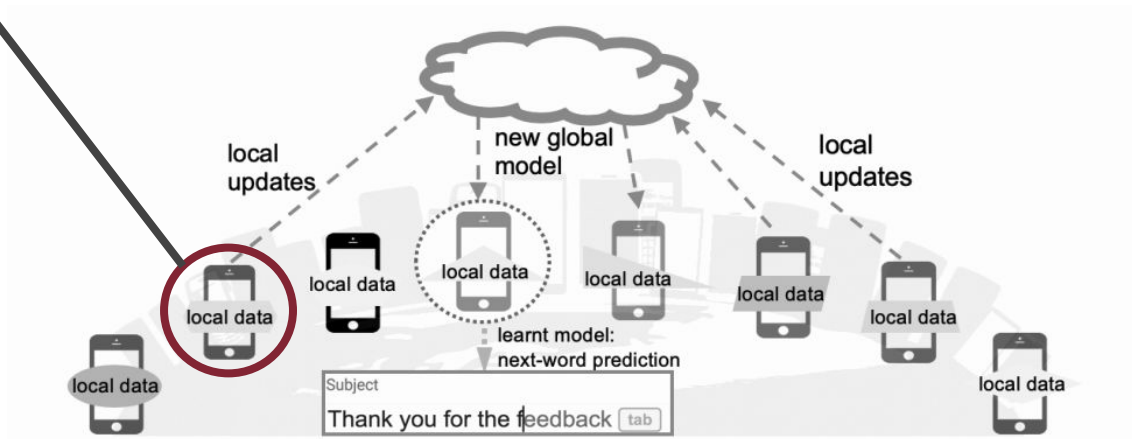 new global
model
local
updates
local
updates
local data
local data
local data
local data
local data
local data
local data
local data
learnt model:
next-word prediction
Subject
Thank you for the feedback tab